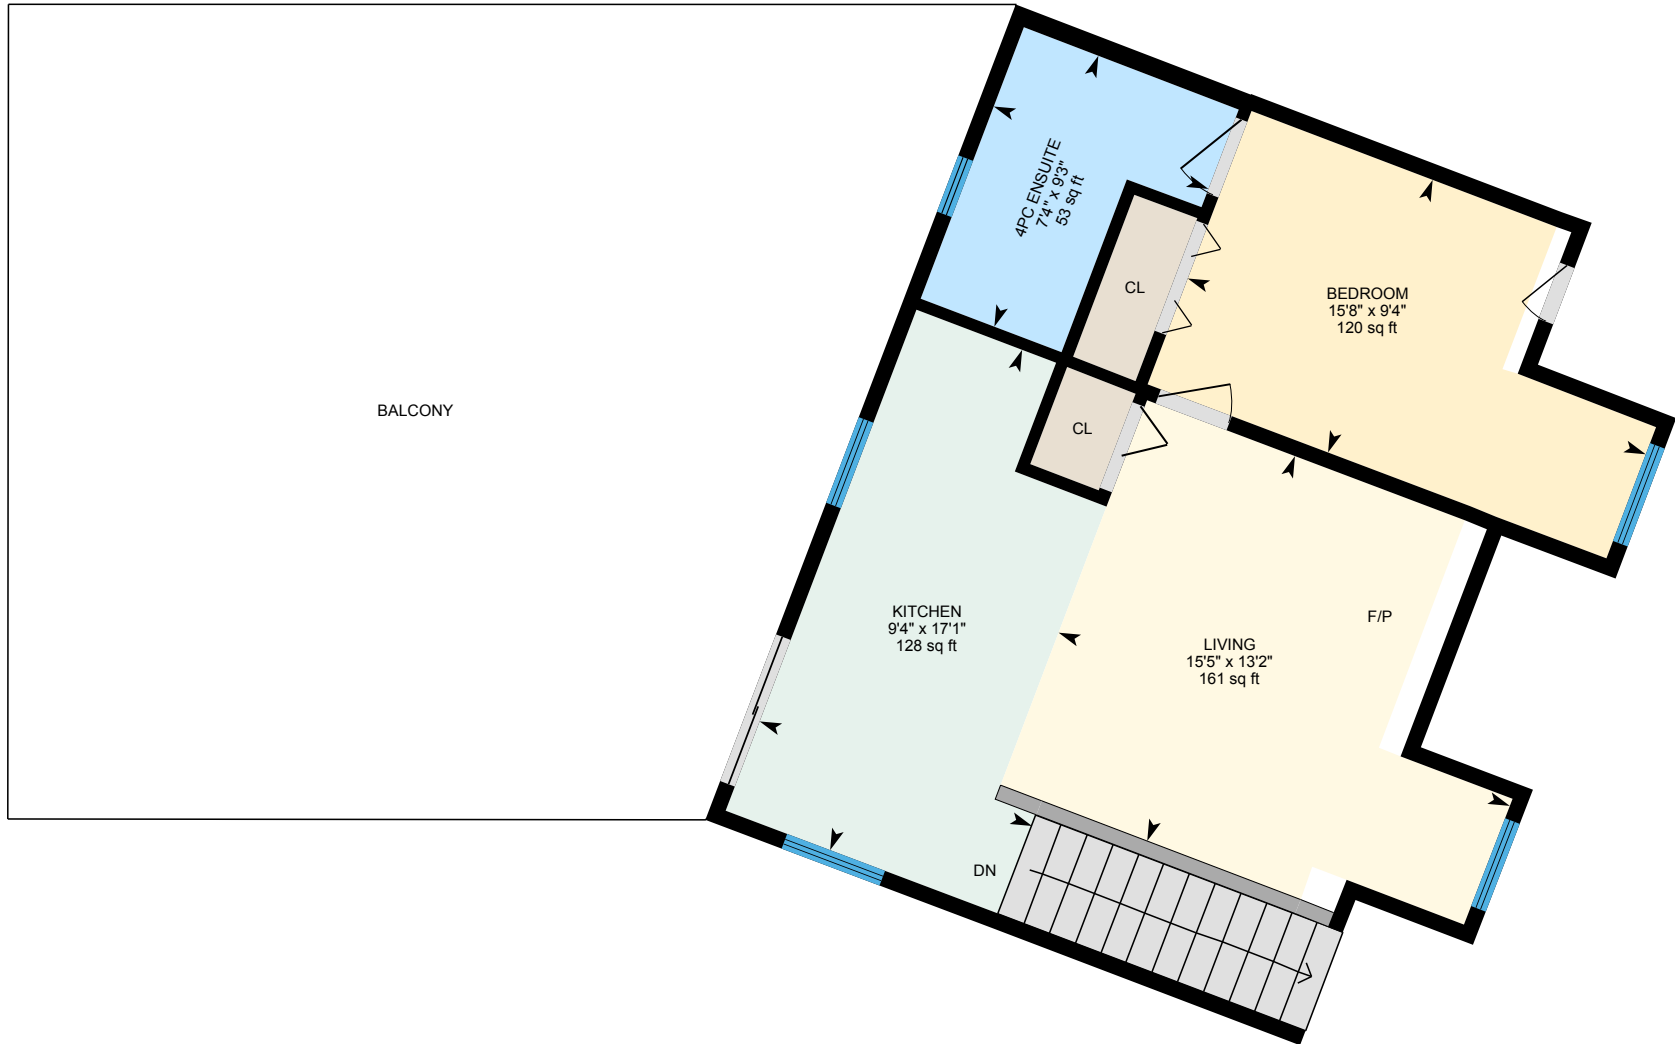 4PC ENSUITE
7'4" x 9'3"
53 sq ft
CL
BEDROOM
15'8" x 9'4"
120 sq ft
BALCONY
CL
KITCHEN
9'4" x 17'1"
128 sq ft
F/P
LIVING
15'5" x 13'2"
161 sq ft
DN